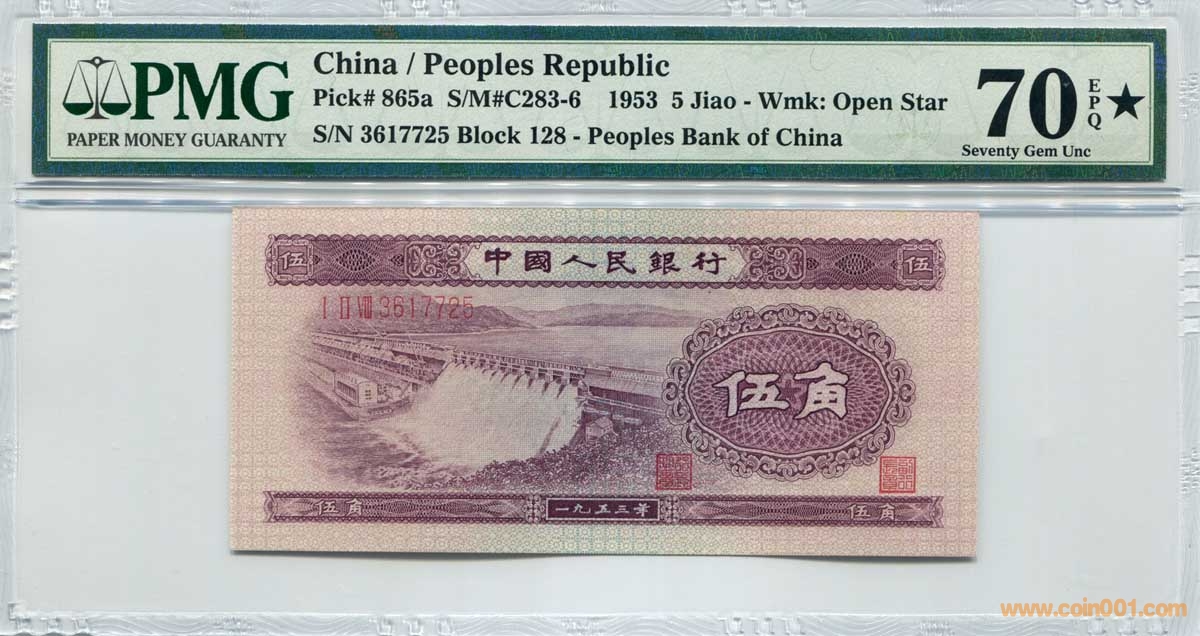 PMG
PAPER MONEY GUARANTY
China / Peoples Republic
Pick# 865a S/M#C283-6 1953 5 Jiao - Wmk: Open Star
S/N 3617725 Block 128 - Peoples Bank of China
70 EPQ ★
Seventy Gem Unc
伍 中國人民銀行 伍
I II VIII 3617725
伍角
伍角 一九五三年 伍角
www.coin001.com